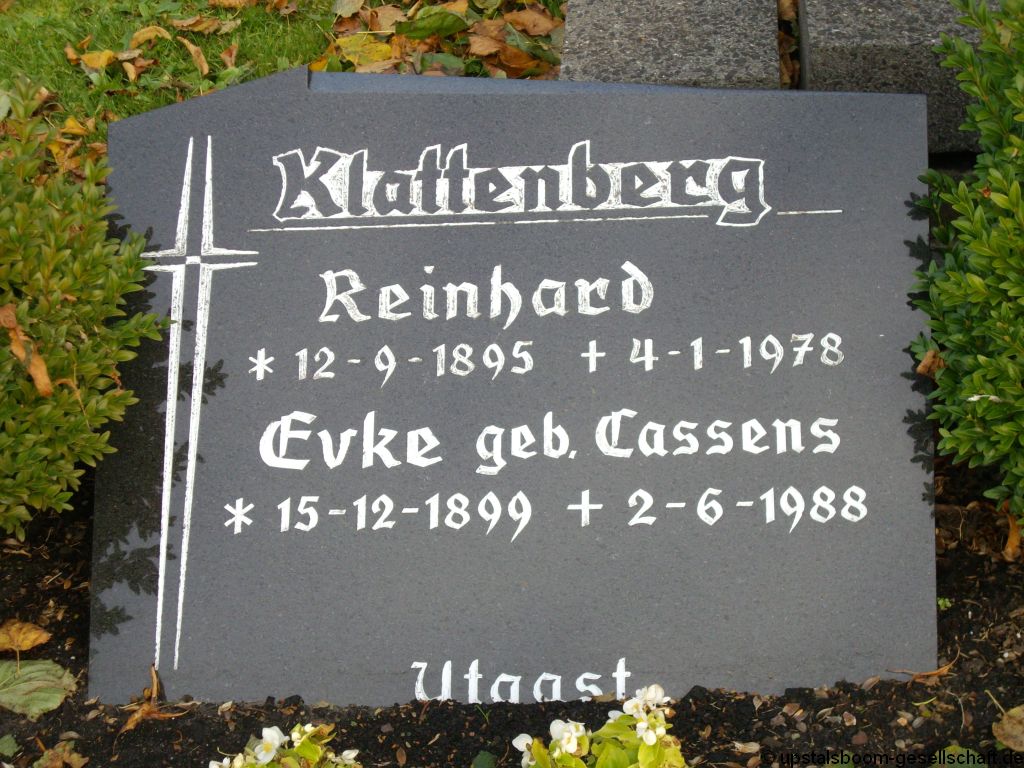 Klattenberg
Reinhard
* 12-9-1895 + 4-1-1978
Evke geb. Cassens
* 15-12-1899 + 2-6-1988
Utgast
© upstalsboom-gesellschaft.de